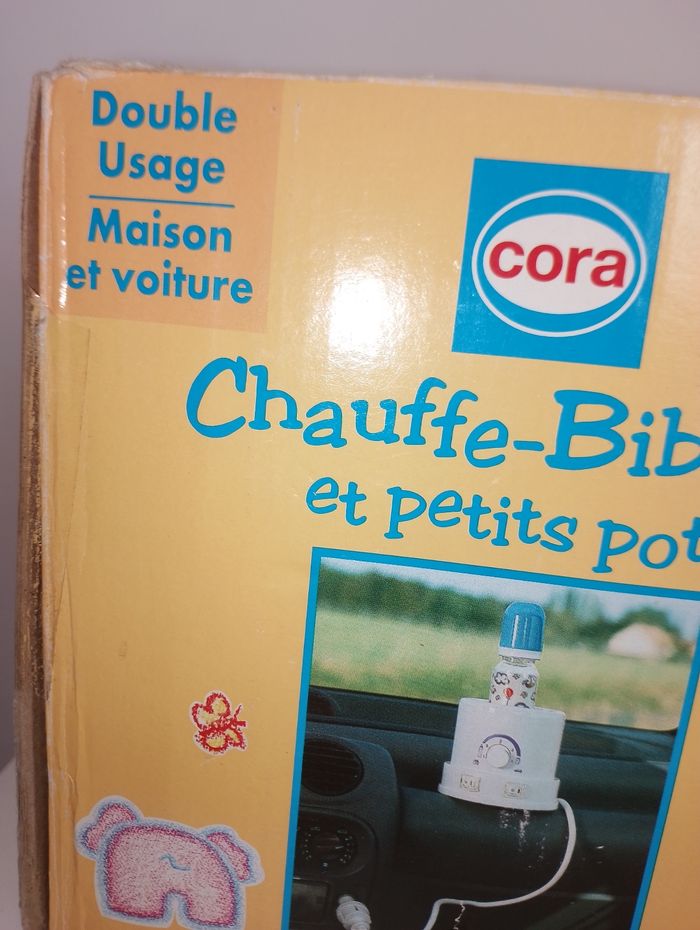 Double
Usage
Maison
et voiture
cora
Chauffe-Bib
et petits pot